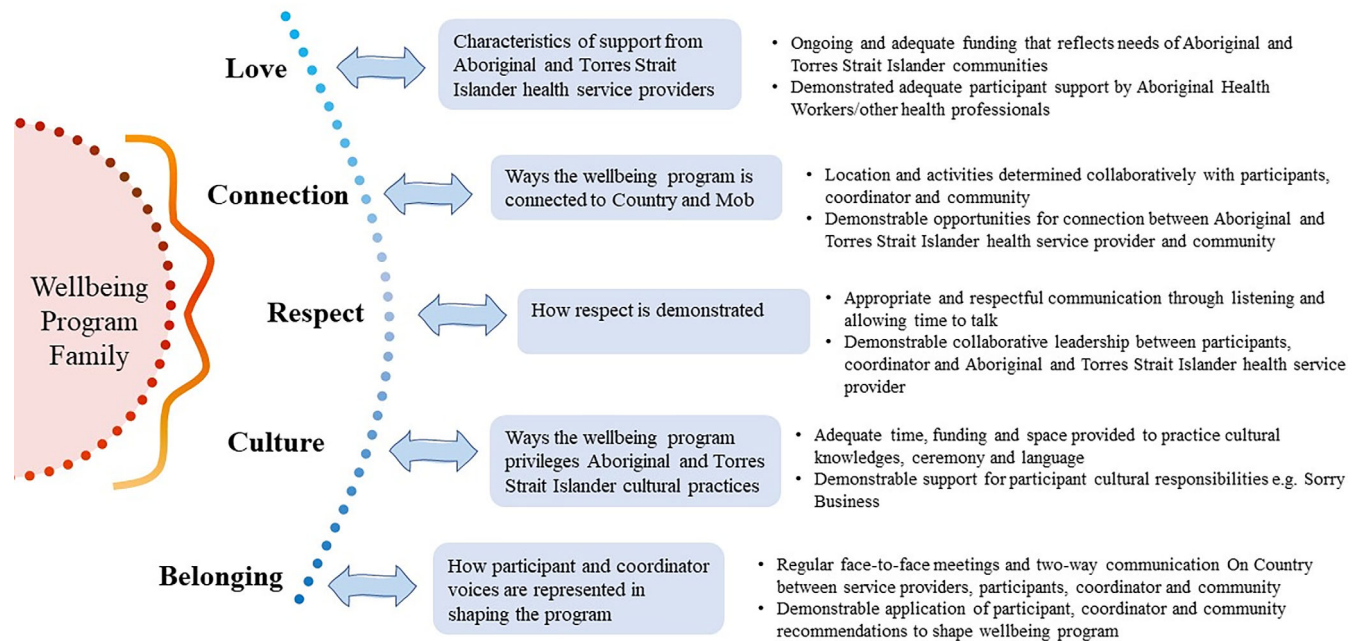 Wellbeing
Program
Family
Love
Characteristics of support from
Aboriginal and Torres Strait
Islander health service providers
• Ongoing and adequate funding that reflects needs of Aboriginal and
Torres Strait Islander communities
• Demonstrated adequate participant support by Aboriginal Health
Workers/other health professionals
Connection
Ways the wellbeing program is
connected to Country and Mob
• Location and activities determined collaboratively with participants,
coordinator and community
• Demonstrable opportunities for connection between Aboriginal and
Torres Strait Islander health service provider and community
Respect
How respect is demonstrated
• Appropriate and respectful communication through listening and
allowing time to talk
• Demonstrable collaborative leadership between participants,
coordinator and Aboriginal and Torres Strait Islander health service
provider
Culture
Ways the wellbeing program
privileges Aboriginal and Torres
Strait Islander cultural practices
• Adequate time, funding and space provided to practice cultural
knowledges, ceremony and language
• Demonstrable support for participant cultural responsibilities e.g. Sorry
Business
Belonging
How participant and coordinator
voices are represented in
shaping the program
• Regular face-to-face meetings and two-way communication On Country
between service providers, participants, coordinator and community
• Demonstrable application of participant, coordinator and community
recommendations to shape wellbeing program